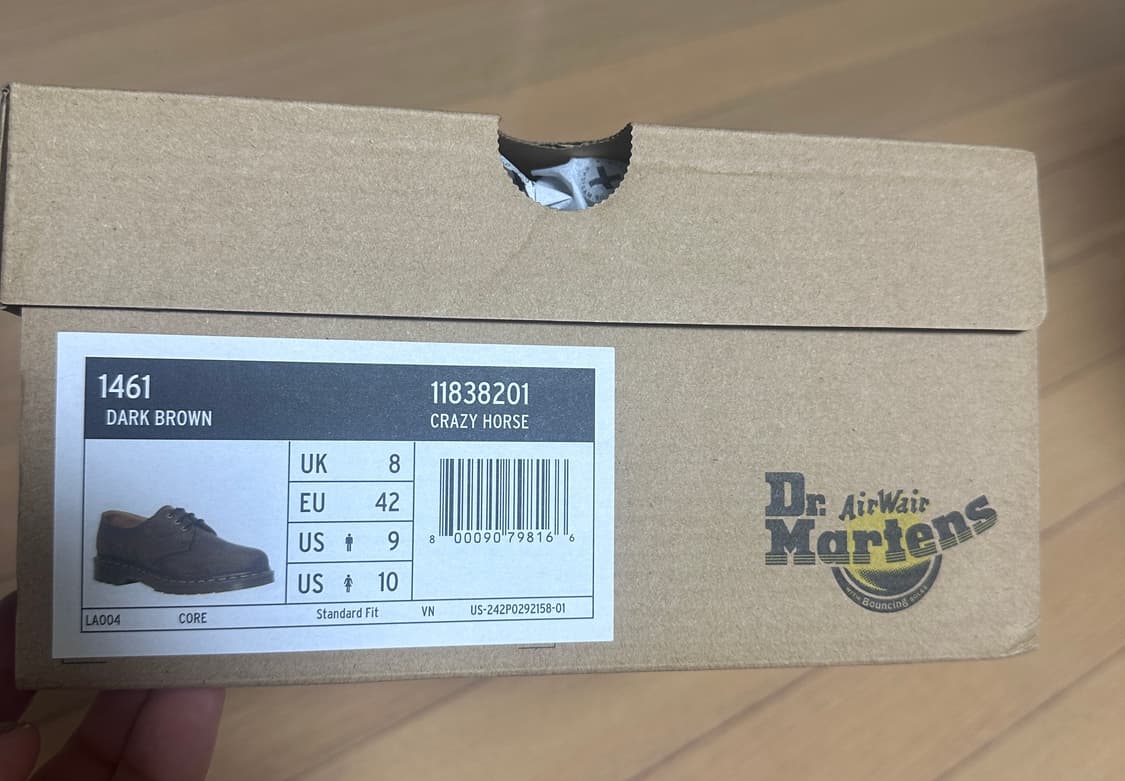 1461
DARK BROWN
11838201
CRAZY HORSE
UK 8
EU 42
US 9
US 10
8 00090 79816 6
LA004 CORE Standard Fit VN US-242P0292158-01
Dr. AirWair
Martens
WITH Bouncing SOLES